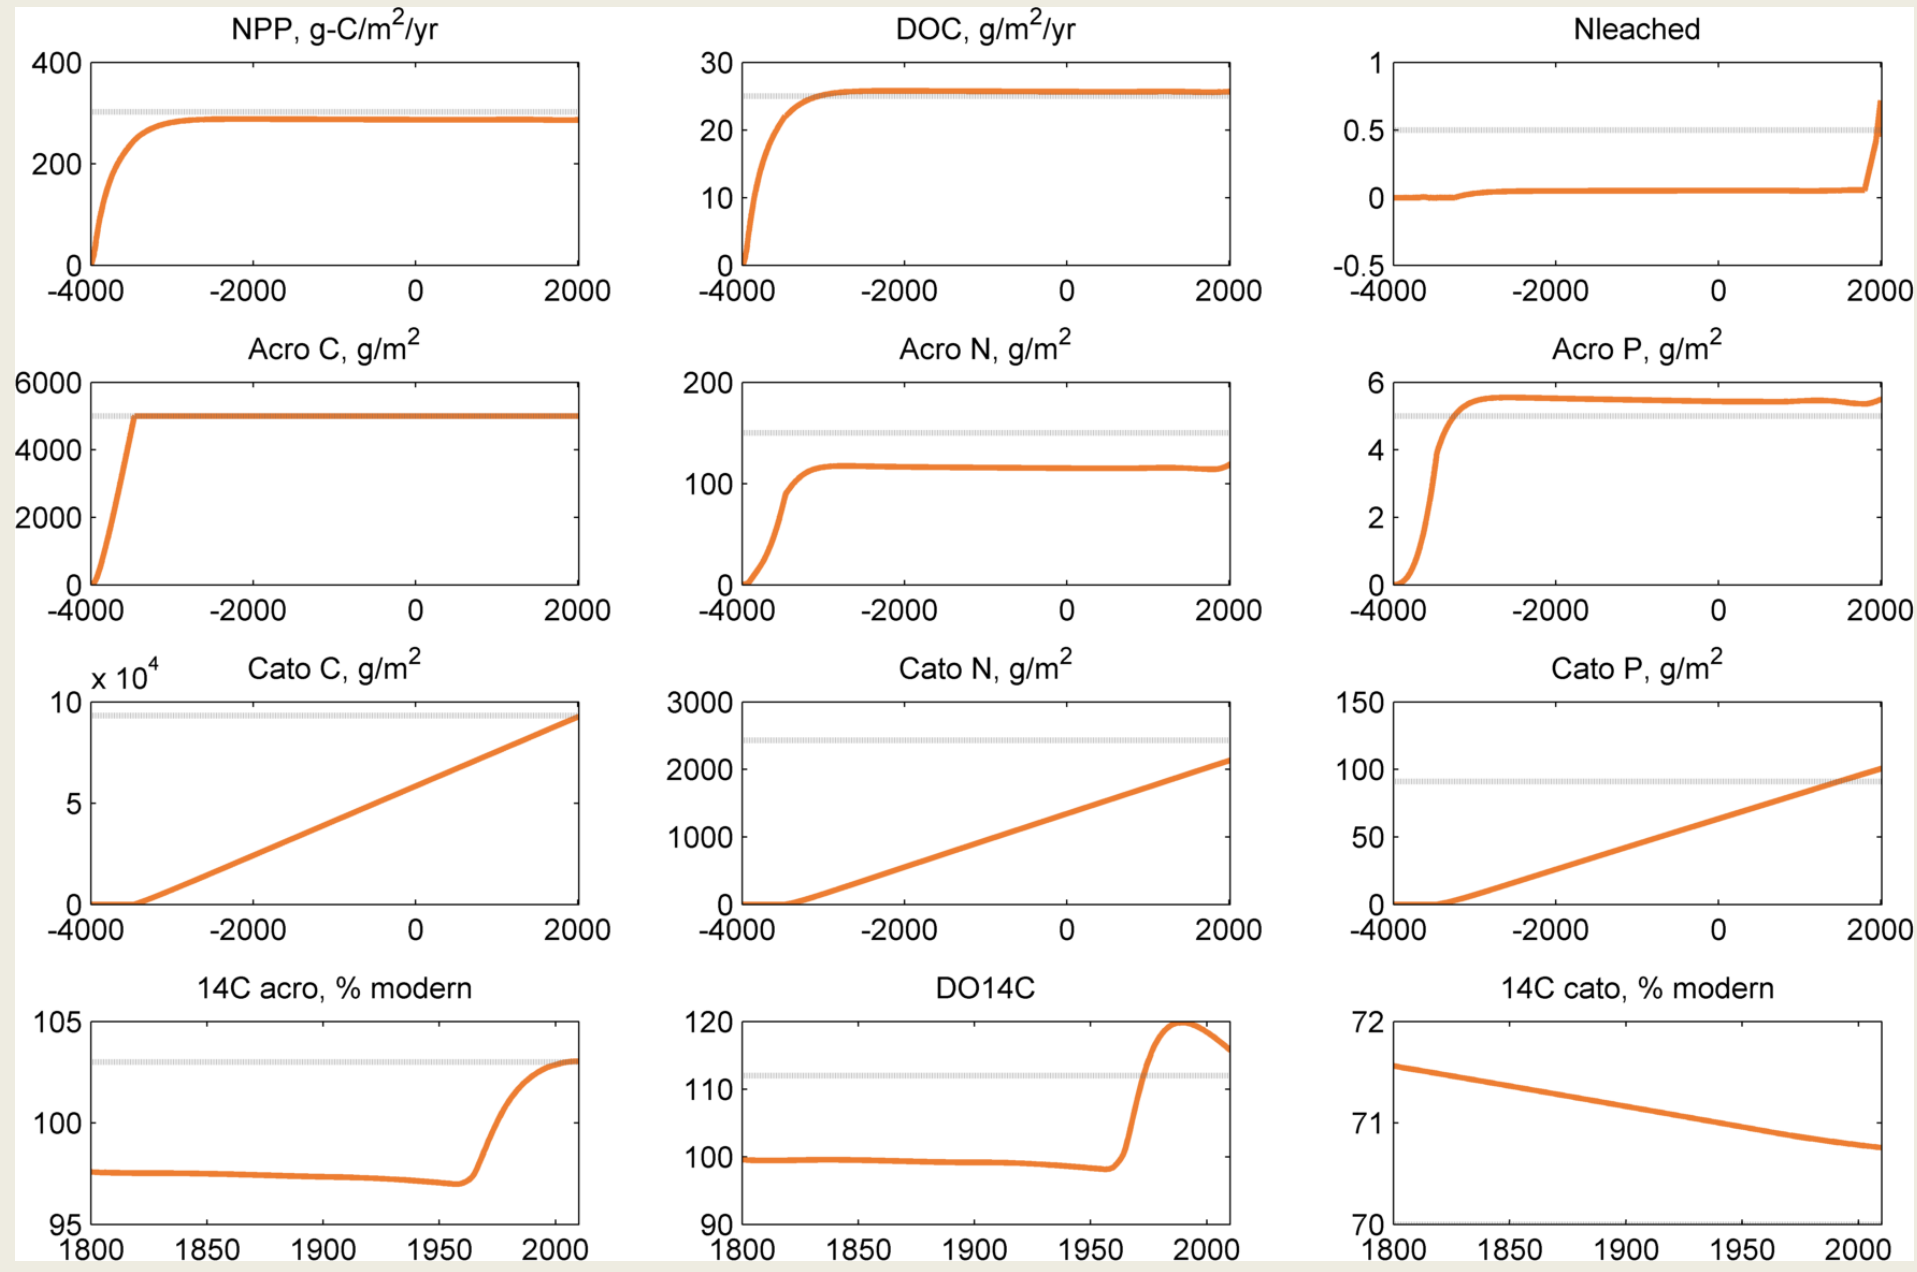 NPP, g-C/m²/yr
400
200
0
-4000 -2000 0 2000
DOC, g/m²/yr
30
20
10
0
-4000 -2000 0 2000
Nleached
1
0.5
0
-0.5
-4000 -2000 0 2000
Acro C, g/m²
6000
4000
2000
0
-4000 -2000 0 2000
Acro N, g/m²
200
100
0
-4000 -2000 0 2000
Acro P, g/m²
6
4
2
0
-4000 -2000 0 2000
x 10⁴
Cato C, g/m²
10
5
0
-4000 -2000 0 2000
Cato N, g/m²
3000
2000
1000
0
-4000 -2000 0 2000
Cato P, g/m²
150
100
50
0
-4000 -2000 0 2000
14C acro, % modern
105
100
95
1800 1850 1900 1950 2000
DO14C
120
110
100
90
1800 1850 1900 1950 2000
14C cato, % modern
72
71
70
1800 1850 1900 1950 2000